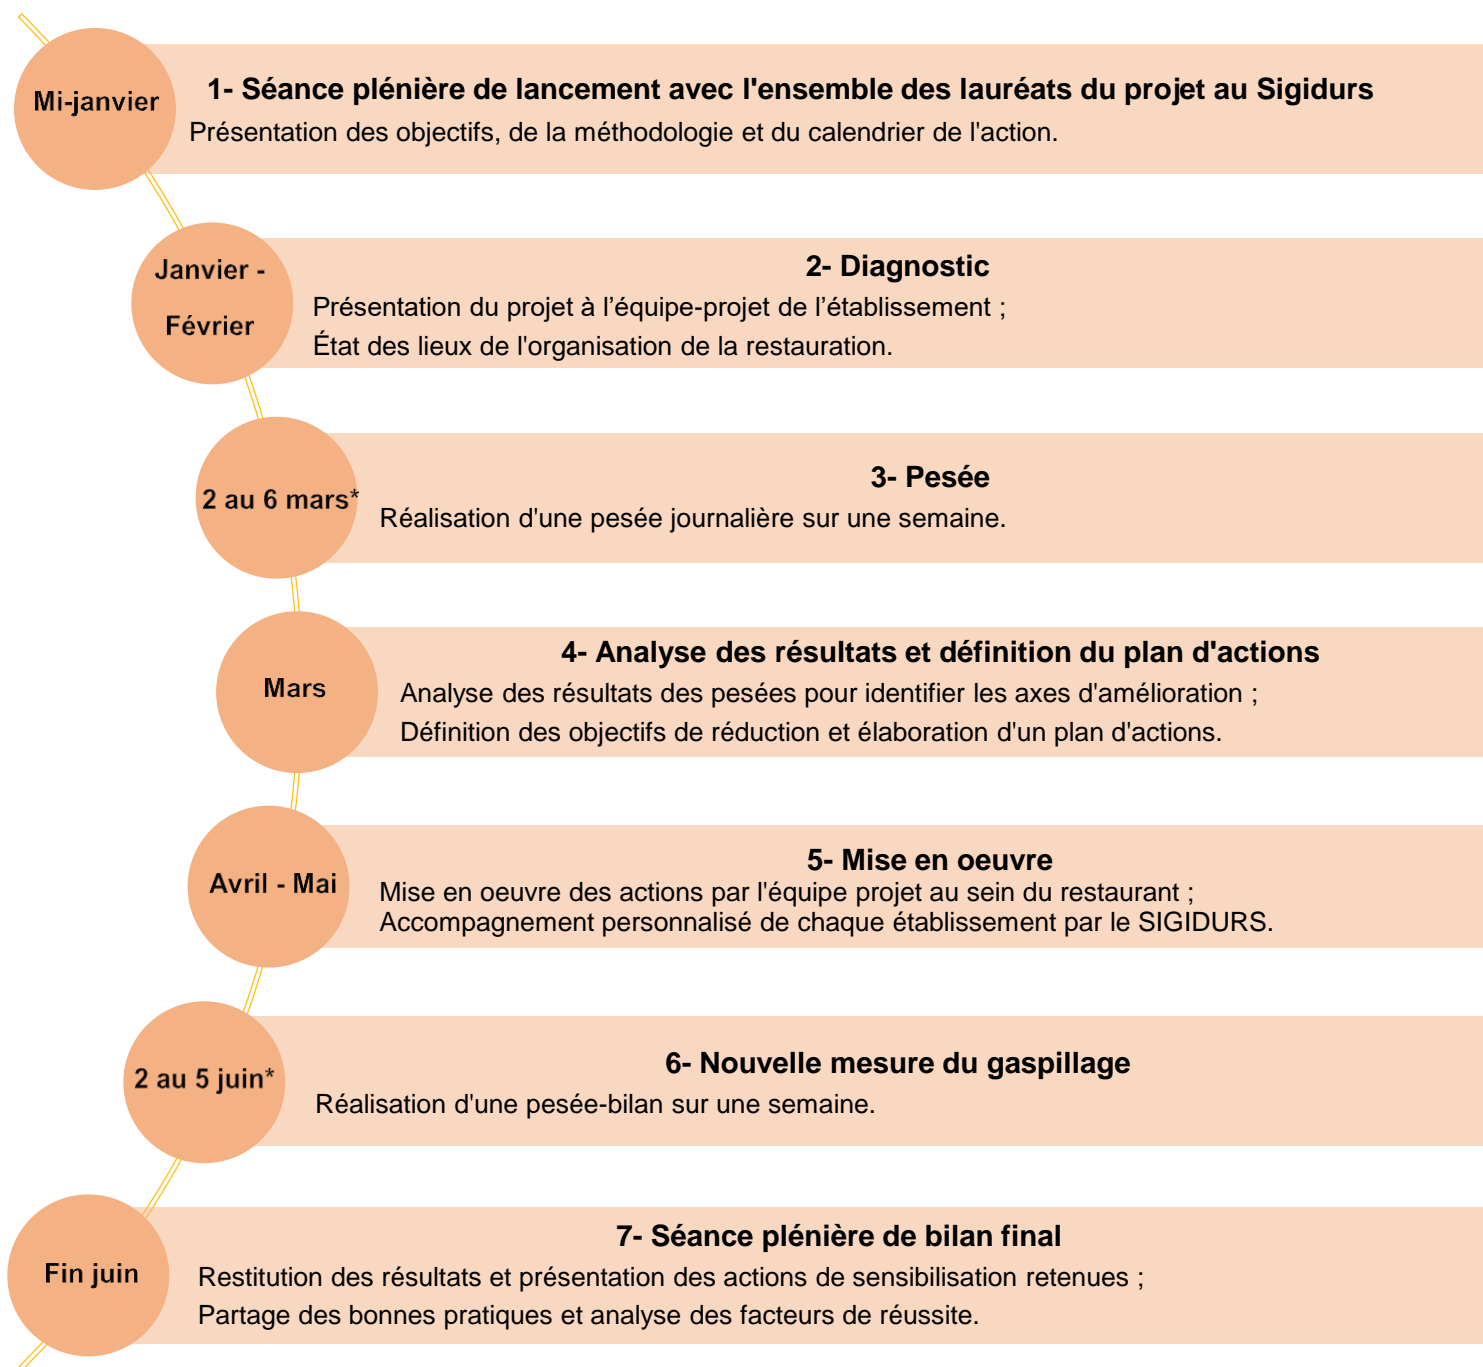 Mi-janvier
1- Séance plénière de lancement avec l'ensemble des lauréats du projet au Sigidurs
Présentation des objectifs, de la méthodologie et du calendrier de l'action.
Janvier -
Février
2- Diagnostic
Présentation du projet à l’équipe-projet de l’établissement ;
État des lieux de l'organisation de la restauration.
2 au 6 mars*
3- Pesée
Réalisation d'une pesée journalière sur une semaine.
Mars
4- Analyse des résultats et définition du plan d'actions
Analyse des résultats des pesées pour identifier les axes d'amélioration ;
Définition des objectifs de réduction et élaboration d'un plan d'actions.
Avril - Mai
5- Mise en oeuvre
Mise en oeuvre des actions par l'équipe projet au sein du restaurant ;
Accompagnement personnalisé de chaque établissement par le SIGIDURS.
2 au 5 juin*
6- Nouvelle mesure du gaspillage
Réalisation d'une pesée-bilan sur une semaine.
Fin juin
7- Séance plénière de bilan final
Restitution des résultats et présentation des actions de sensibilisation retenues ;
Partage des bonnes pratiques et analyse des facteurs de réussite.